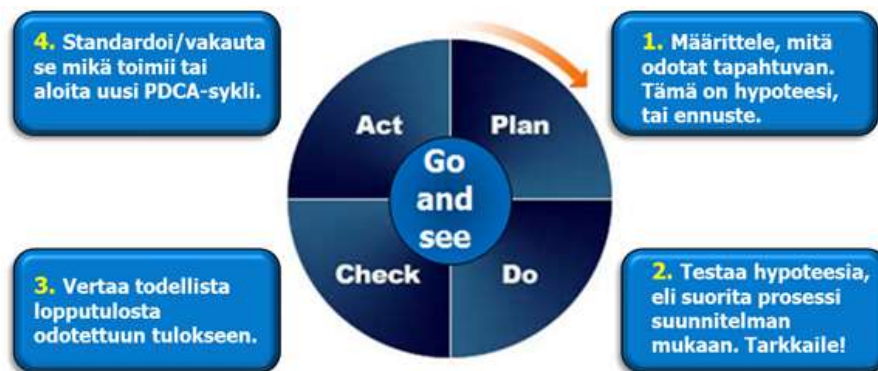 4. Standardoi/vakauta
se mikä toimii tai
aloita uusi PDCA-sykli.
1. Määrittele, mitä
odotat tapahtuvan.
Tämä on hypoteesi,
tai ennuste.
Act
Plan
Go
and
see
Check
Do
3. Vertaa todellista
lopputulosta
odotettuun tulokseen.
2. Testaa hypoteesia,
eli suorita prosessi
suunnitelman
mukaan. Tarkkaile!